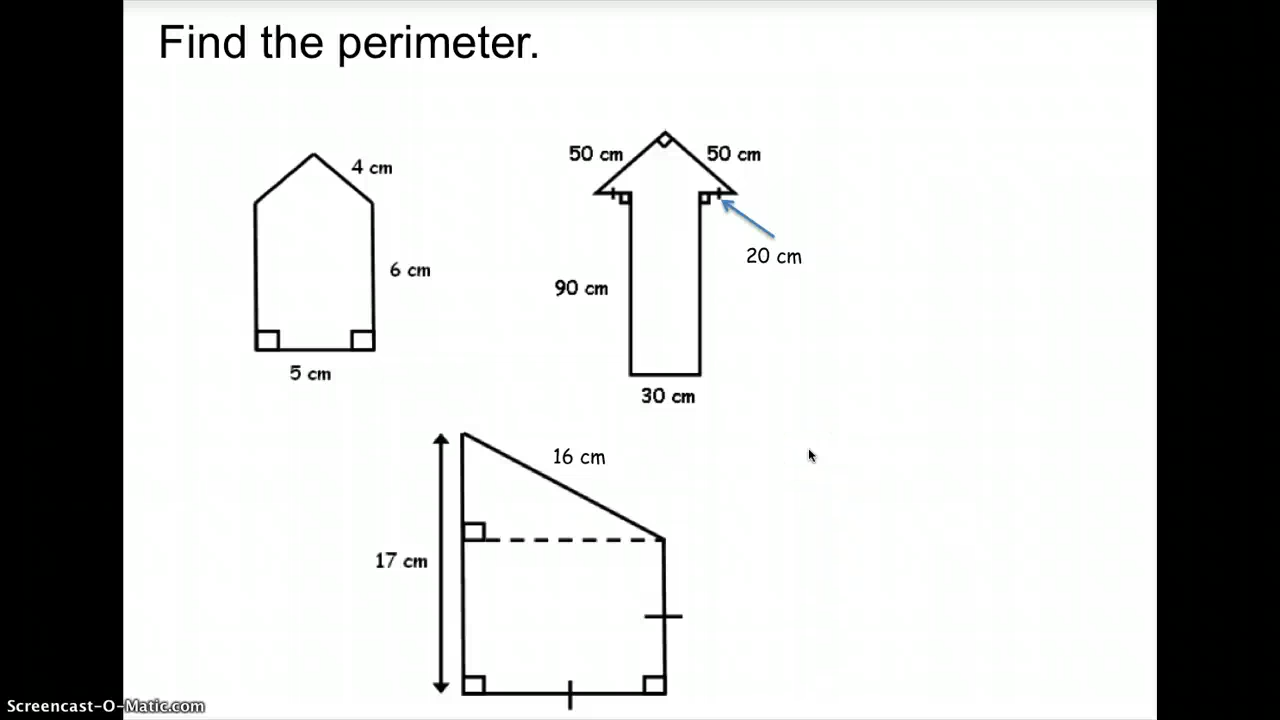 Find the perimeter.
4 cm
6 cm
5 cm
50 cm
50 cm
20 cm
90 cm
30 cm
16 cm
17 cm
Screencast-O-Matic.com